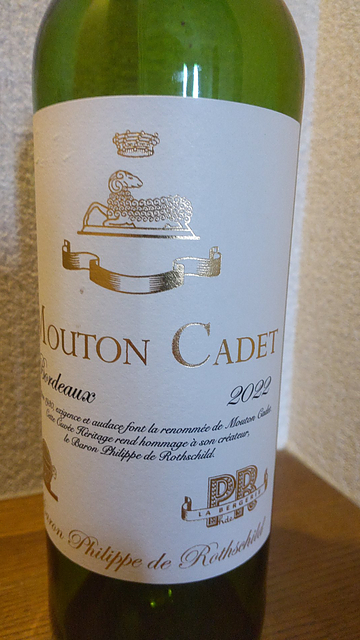 MOUTON CADET
Bordeaux 2022
exigence et audace font la renommée de Mouton Cadet.
Cette Cuvée Héritage rend hommage à son créateur,
le Baron Philippe de Rothschild.
PR
LA BERGERIE
Baron Philippe de Rothschild